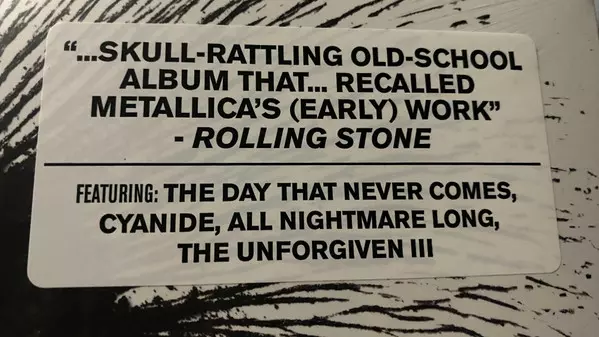 “...SKULL-RATTLING OLD-SCHOOL
ALBUM THAT... RECALLED
METALLICA’S (EARLY) WORK”
- ROLLING STONE
FEATURING: THE DAY THAT NEVER COMES,
CYANIDE, ALL NIGHTMARE LONG,
THE UNFORGIVEN III